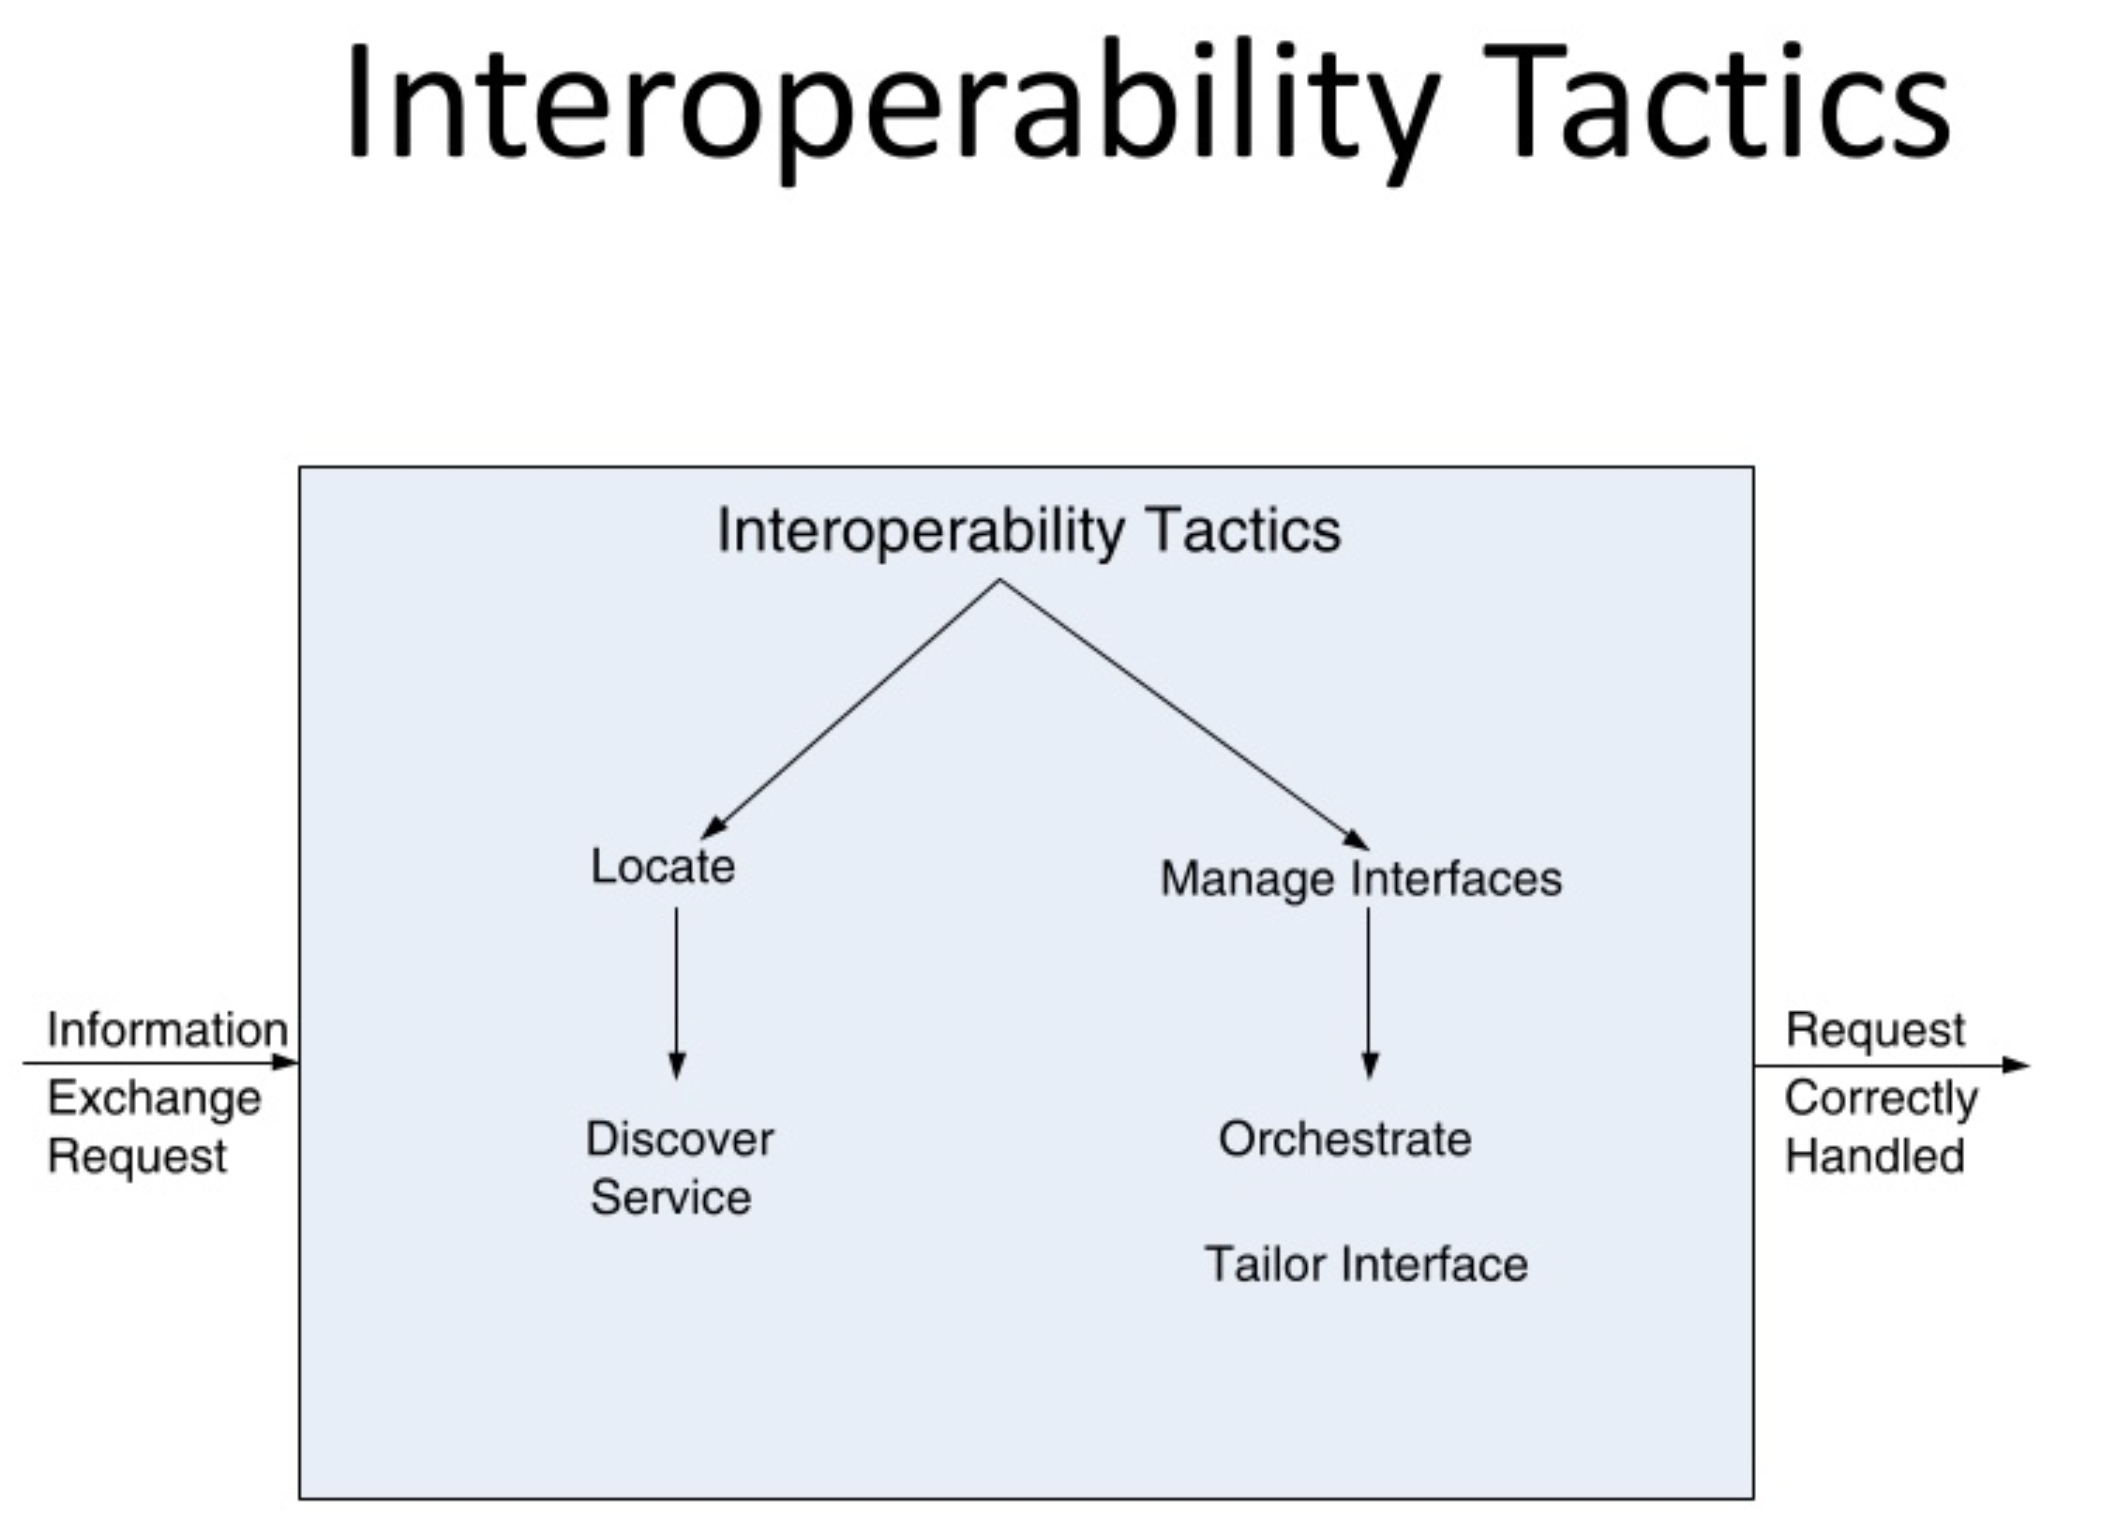 Interoperability Tactics
Interoperability Tactics
Locate
Manage Interfaces
Information
Exchange
Request
Discover
Service
Orchestrate
Tailor Interface
Request
Correctly
Handled